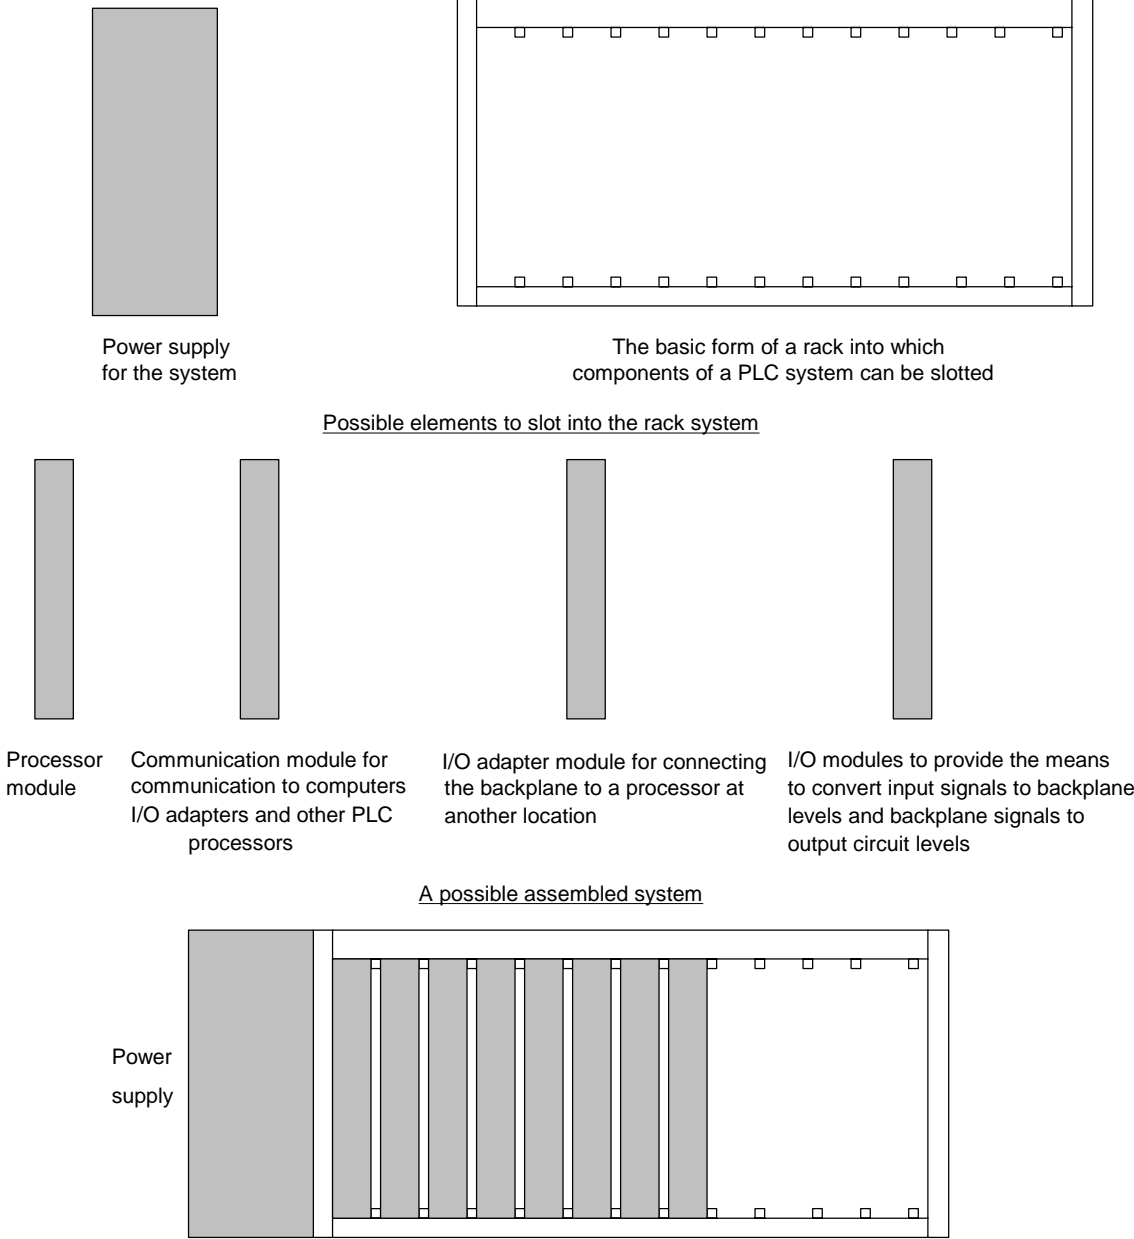 Power supply
for the system
The basic form of a rack into which
components of a PLC system can be slotted
Possible elements to slot into the rack system
Processor
module
Communication module for
communication to computers
I/O adapters and other PLC
processors
I/O adapter module for connecting
the backplane to a processor at
another location
I/O modules to provide the means
to convert input signals to backplane
levels and backplane signals to
output circuit levels
A possible assembled system
Power
supply